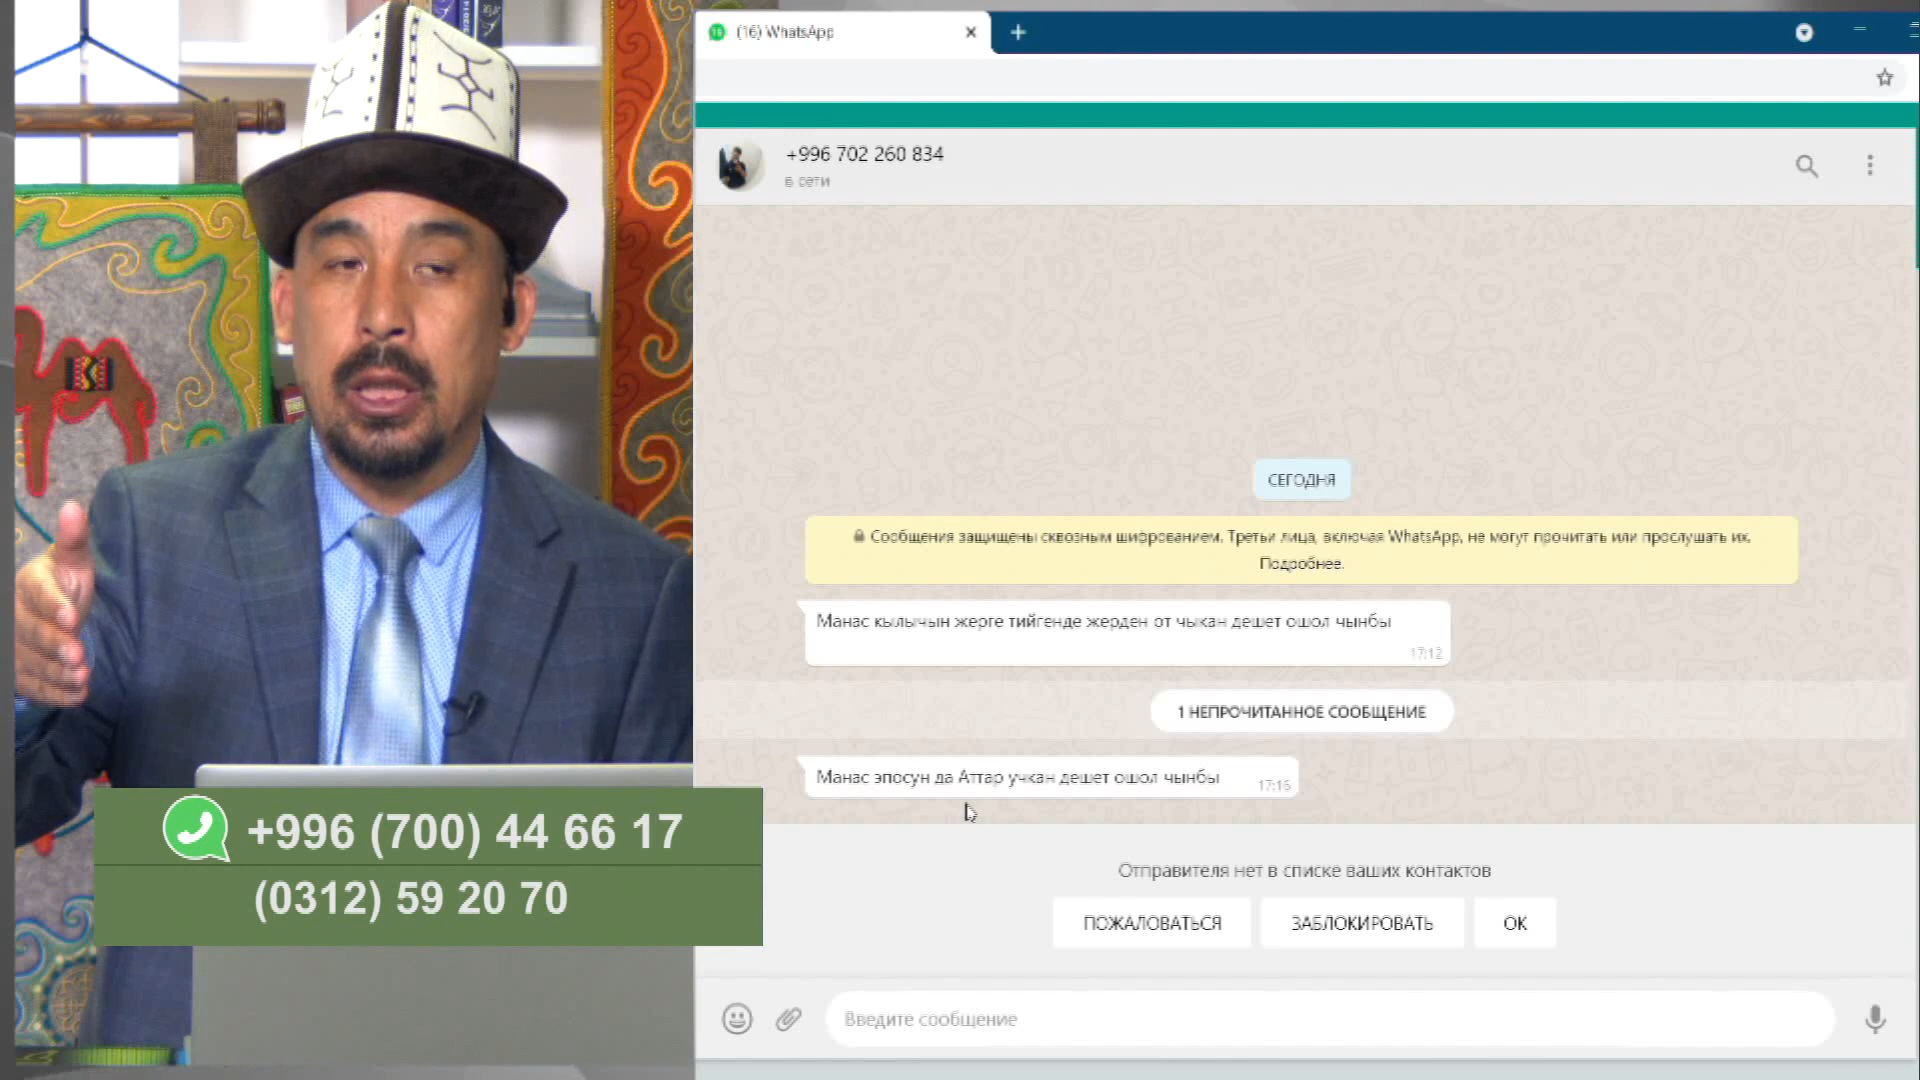 (16) WhatsApp
+996 702 260 834
в сети
СЕГОДНЯ
Сообщения защищены сквозным шифрованием. Третьи лица, включая WhatsApp, не могут прочитать или прослушать их.
Подробнее.
Манас кылычын жерге тийгенде жерден от чыкан дешет ошол чынбы
17:12
1 НЕПРОЧИТАННОЕ СООБЩЕНИЕ
Манас эпосун да Аттар учкан дешет ошол чынбы
17:16
Отправителя нет в списке ваших контактов
ПОЖАЛОВАТЬСЯ
ЗАБЛОКИРОВАТЬ
ОК
Введите сообщение
+996 (700) 44 66 17
(0312) 59 20 70